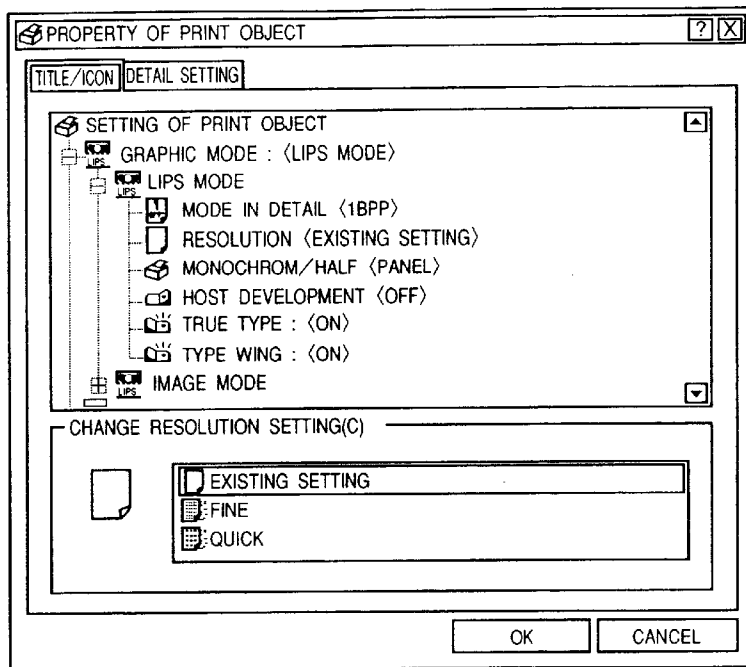 PROPERTY OF PRINT OBJECT ? X
TITLE/ICON DETAIL SETTING
SETTING OF PRINT OBJECT
LIPS GRAPHIC MODE : 〈LIPS MODE〉
LIPS LIPS MODE
MODE IN DETAIL 〈1BPP〉
RESOLUTION 〈EXISTING SETTING〉
MONOCHROM/HALF 〈PANEL〉
HOST DEVELOPMENT 〈OFF〉
TRUE TYPE : 〈ON〉
TYPE WING : 〈ON〉
LIPS IMAGE MODE
CHANGE RESOLUTION SETTING(C)
EXISTING SETTING
FINE
QUICK
OK CANCEL